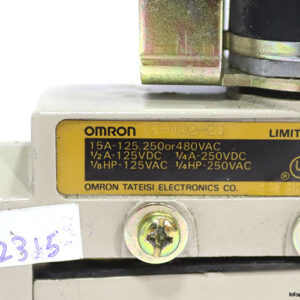 OMRON LIMIT
15A-125,250or480VAC
½A-125VDC ¼A-250VDC
⅛HP-125VAC ¼HP-250VAC
OMRON TATEISI ELECTRONICS CO.
2315